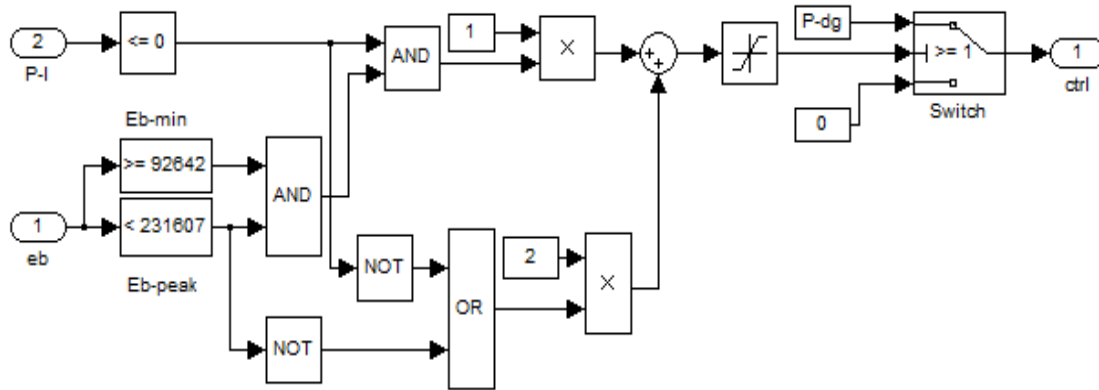 2
P-I
<= 0
AND
1
×
+
+
P-dg
>= 1
0
Switch
1
ctrl
Eb-min
>= 92642
AND
1
eb
< 231607
Eb-peak
NOT
NOT
OR
2
×